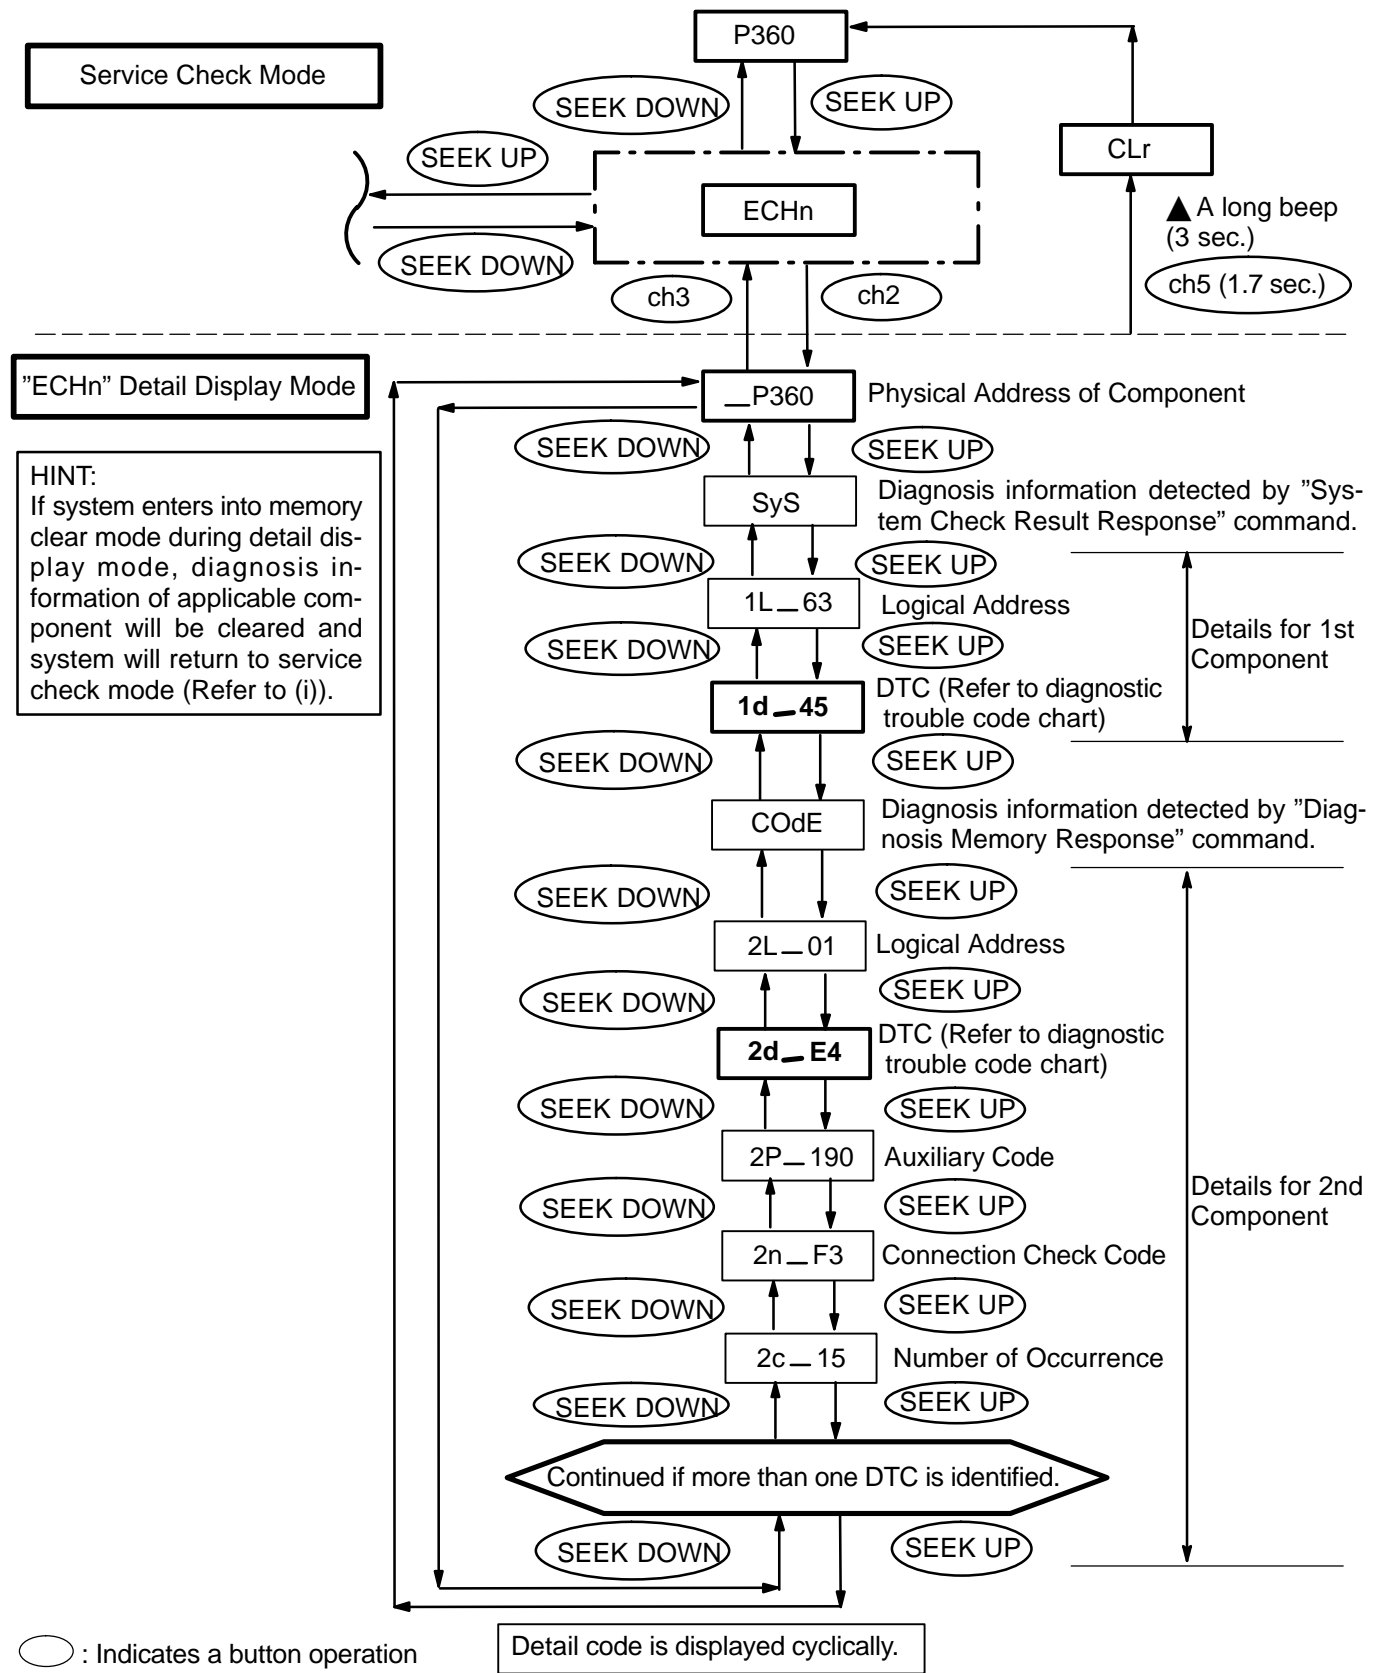 P360
Service Check Mode
SEEK DOWN
SEEK UP
CLr
SEEK UP
ECHn
▲ A long beep
(3 sec.)
SEEK DOWN
ch3
ch2
ch5 (1.7 sec.)
”ECHn” Detail Display Mode
_P360
Physical Address of Component
SEEK DOWN
SEEK UP
HINT:
If system enters into memory
clear mode during detail dis-
play mode, diagnosis in-
formation of applicable com-
ponent will be cleared and
system will return to service
check mode (Refer to (i)).
SyS
Diagnosis information detected by ”Sys-
tem Check Result Response” command.
SEEK DOWN
SEEK UP
1L_63
Logical Address
SEEK DOWN
SEEK UP
Details for 1st
Component
1d_45
DTC (Refer to diagnostic
trouble code chart)
SEEK DOWN
SEEK UP
COdE
Diagnosis information detected by ”Diag-
nosis Memory Response” command.
SEEK DOWN
SEEK UP
2L_01
Logical Address
SEEK DOWN
SEEK UP
2d_E4
DTC (Refer to diagnostic
trouble code chart)
SEEK DOWN
SEEK UP
2P_190
Auxiliary Code
SEEK DOWN
SEEK UP
Details for 2nd
Component
2n_F3
Connection Check Code
SEEK DOWN
SEEK UP
2c_15
Number of Occurrence
SEEK DOWN
SEEK UP
Continued if more than one DTC is identified.
SEEK DOWN
SEEK UP
: Indicates a button operation
Detail code is displayed cyclically.